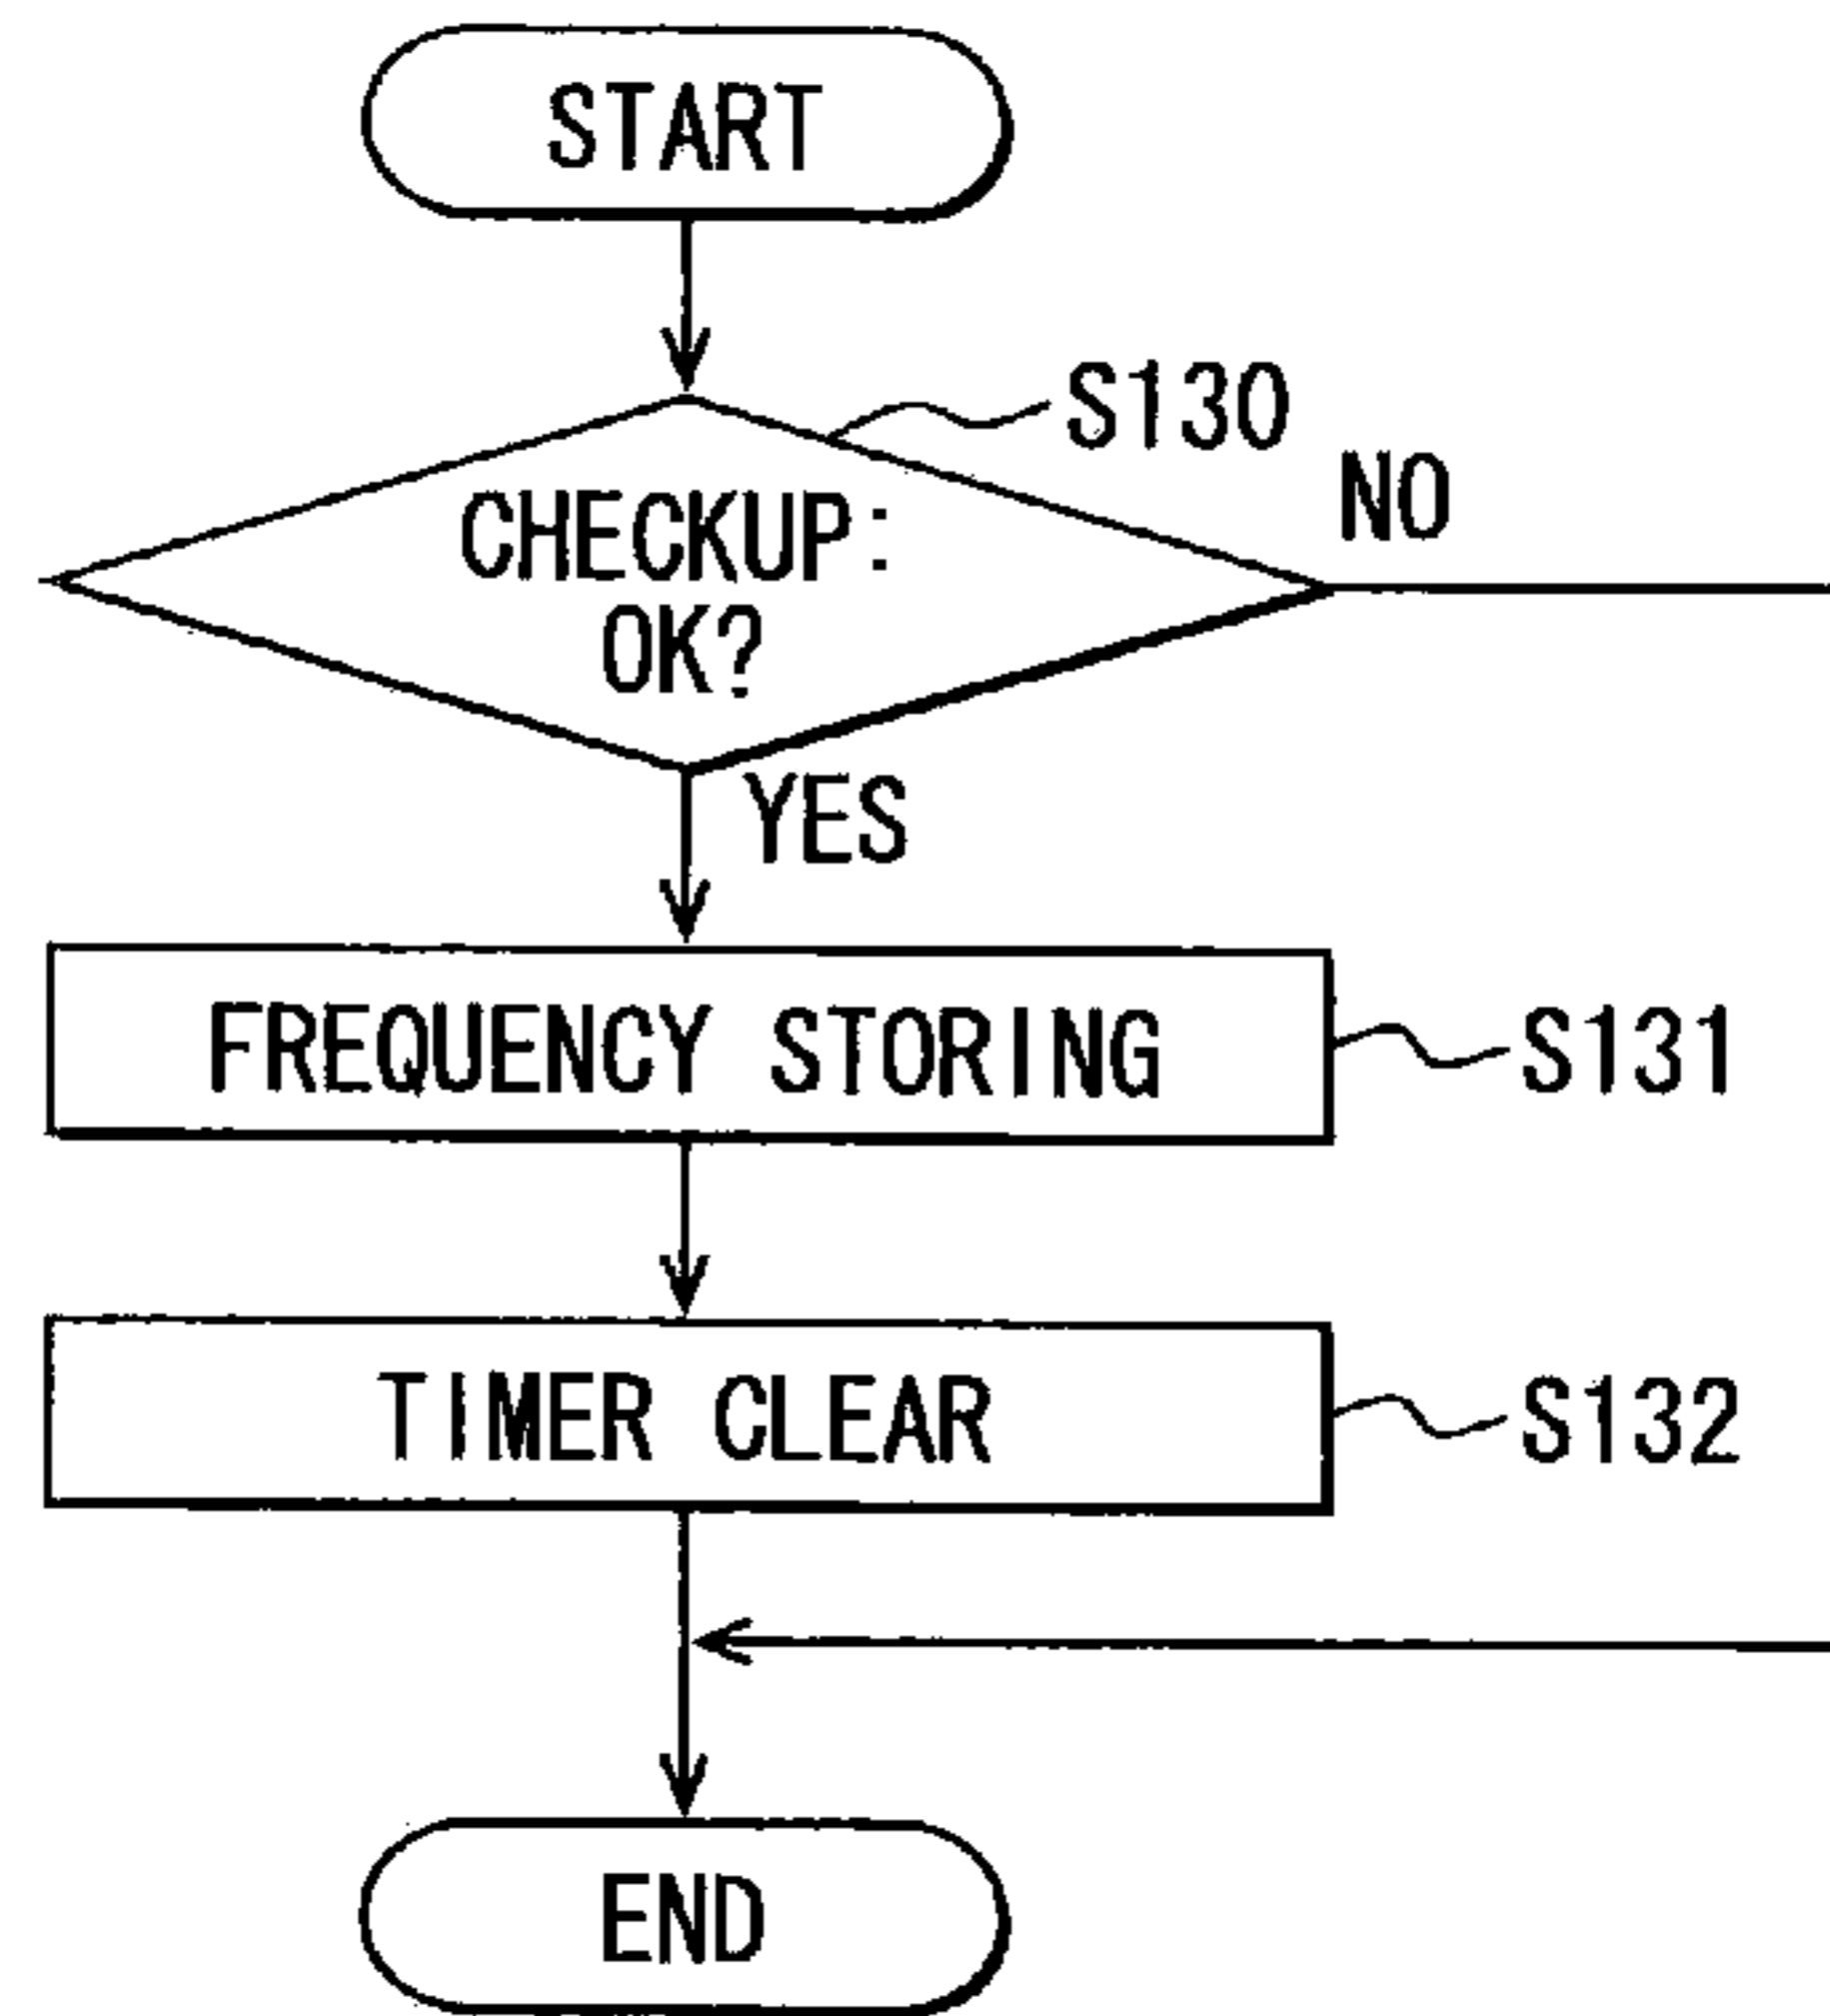 START
S130
CHECKUP:
OK?
NO
YES
FREQUENCY STORING
S131
TIMER CLEAR
S132
END